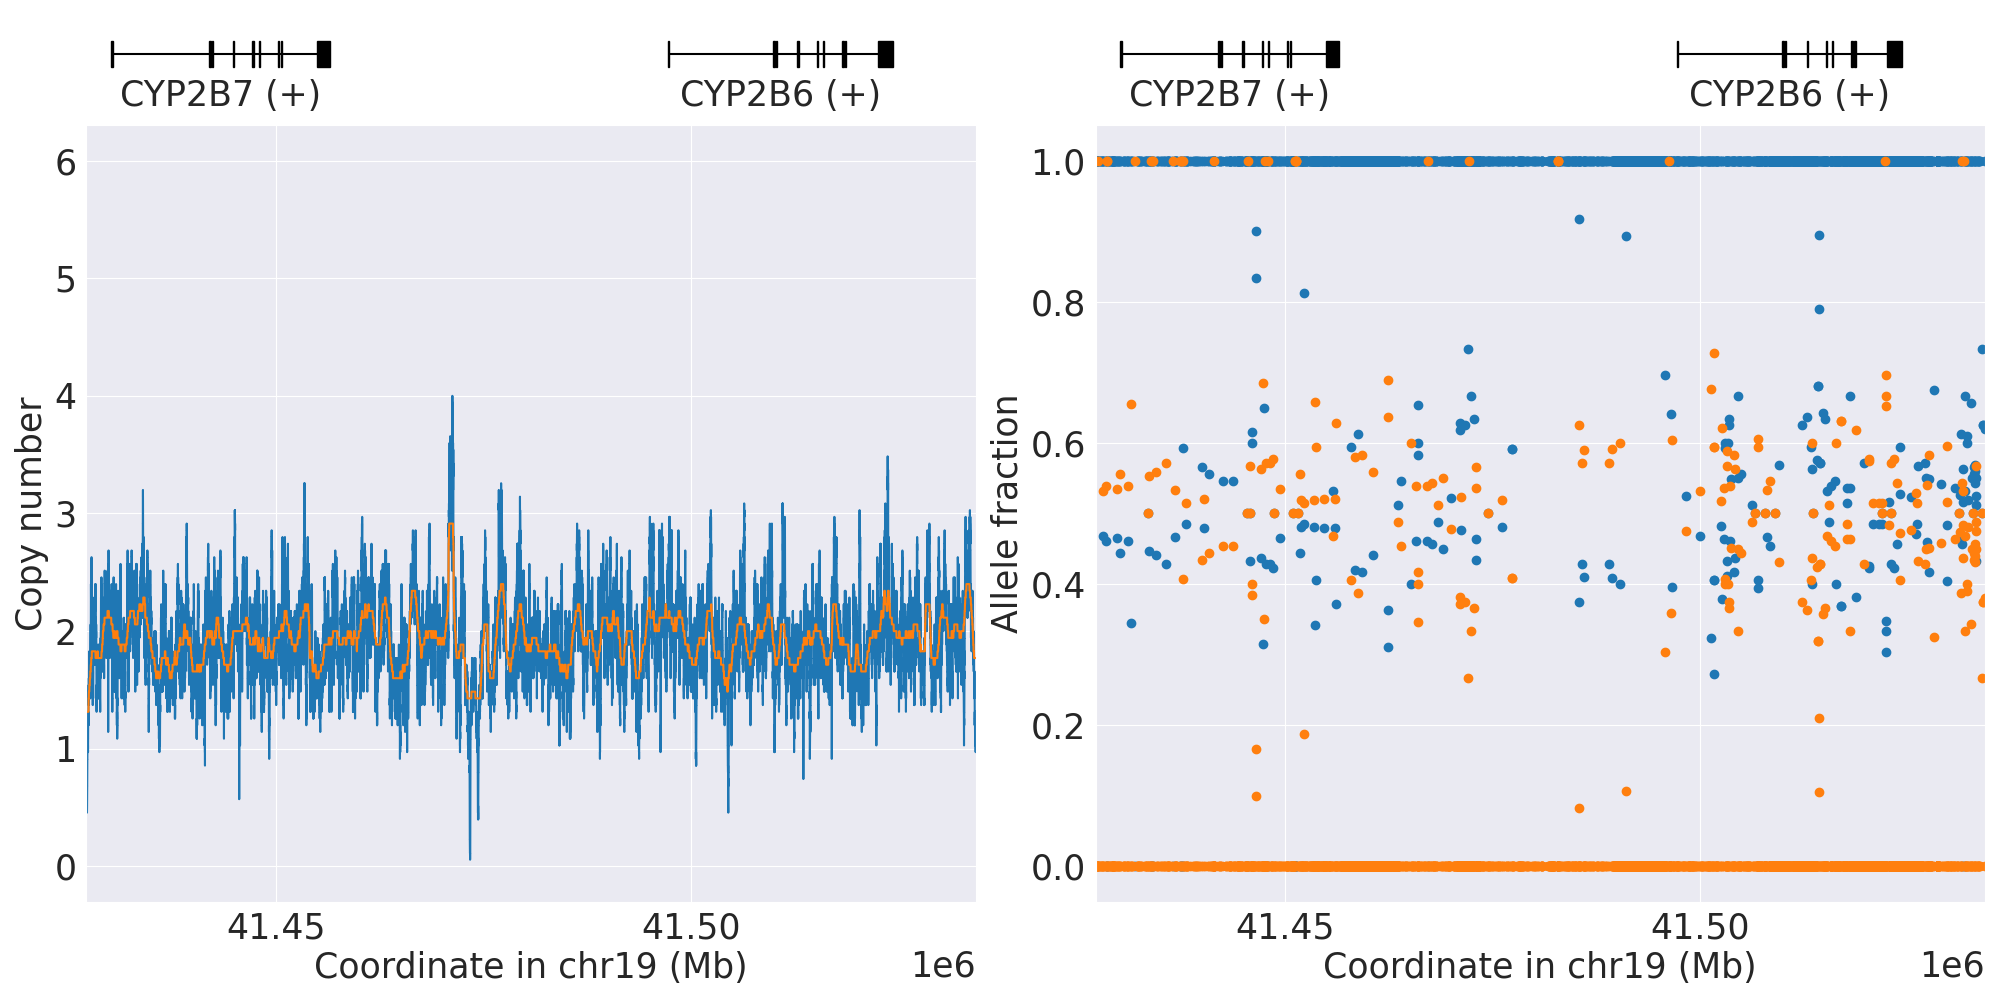 CYP2B7 (+)
CYP2B6 (+)
6
5
4
3
2
1
0
Copy number
41.45
41.50
Coordinate in chr19 (Mb)
1e6
CYP2B7 (+)
CYP2B6 (+)
1.0
0.8
0.6
0.4
0.2
0.0
Allele fraction
41.45
41.50
Coordinate in chr19 (Mb)
1e6